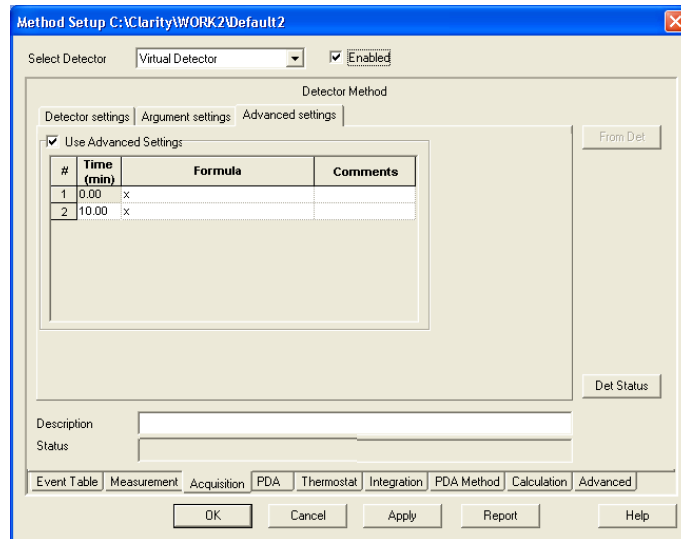 Method Setup C:\Clarity\WORK2\Default2
Select Detector Virtual Detector Enabled
Detector Method
Detector settings Argument settings Advanced settings
From Det
Use Advanced Settings
# Time (min) Formula Comments
1 0.00 x
2 10.00 x
Det Status
Description
Status
Event Table Measurement Acquisition PDA Thermostat Integration PDA Method Calculation Advanced
OK Cancel Apply Report Help